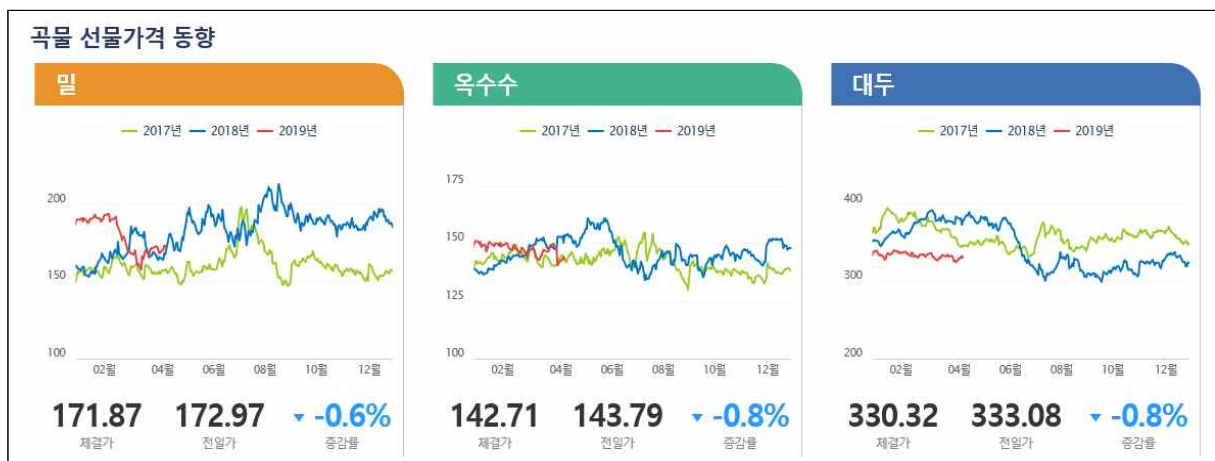 곡물 선물가격 동향
밀
2017년 2018년 2019년
200
150
100
02월 04월 06월 08월 10월 12월
171.87 172.97 -0.6%
체결가 전일가 증감률
옥수수
2017년 2018년 2019년
175
150
125
100
02월 04월 06월 08월 10월 12월
142.71 143.79 -0.8%
체결가 전일가 증감률
대두
2017년 2018년 2019년
400
300
200
02월 04월 06월 08월 10월 12월
330.32 333.08 -0.8%
체결가 전일가 증감률